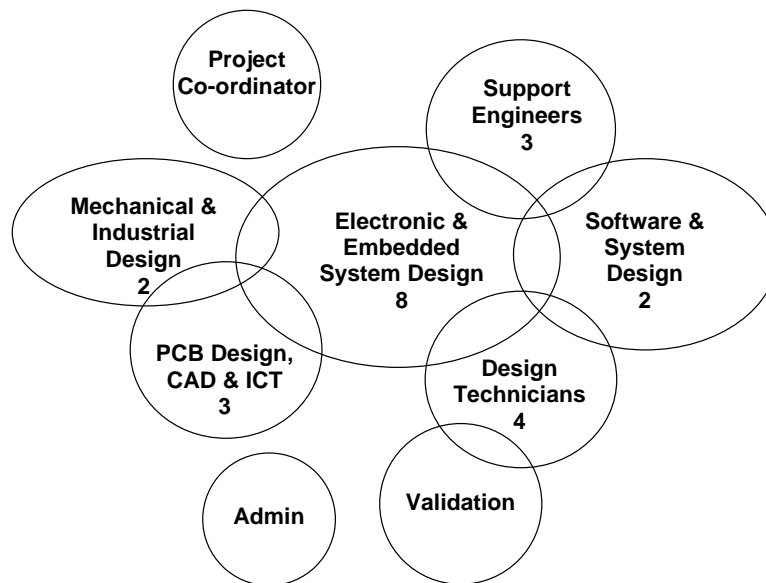 Project
Co-ordinator
Support
Engineers
3
Mechanical &
Industrial
Design
2
Electronic &
Embedded
System Design
8
Software &
System
Design
2
PCB Design,
CAD & ICT
3
Design
Technicians
4
Admin
Validation